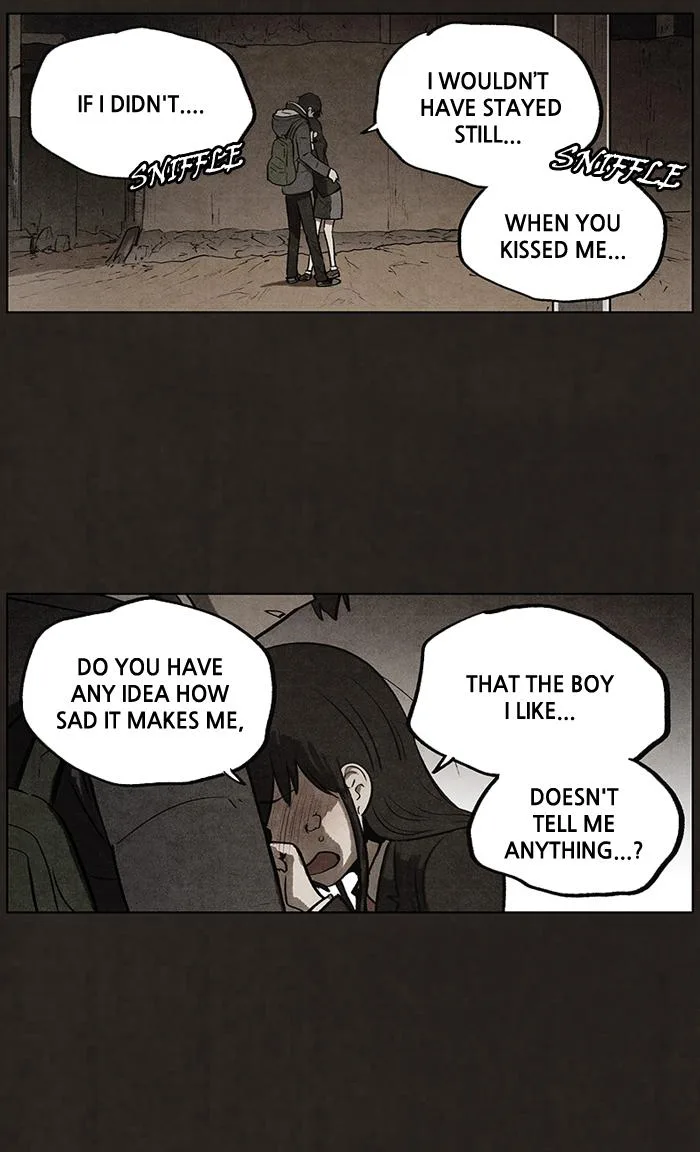 IF I DIDN'T....
SNIFFLE
I WOULDN'T
HAVE STAYED
STILL...
SNIFFLE
WHEN YOU
KISSED ME...
DO YOU HAVE
ANY IDEA HOW
SAD IT MAKES ME,
THAT THE BOY
I LIKE...
DOESN'T
TELL ME
ANYTHING...?